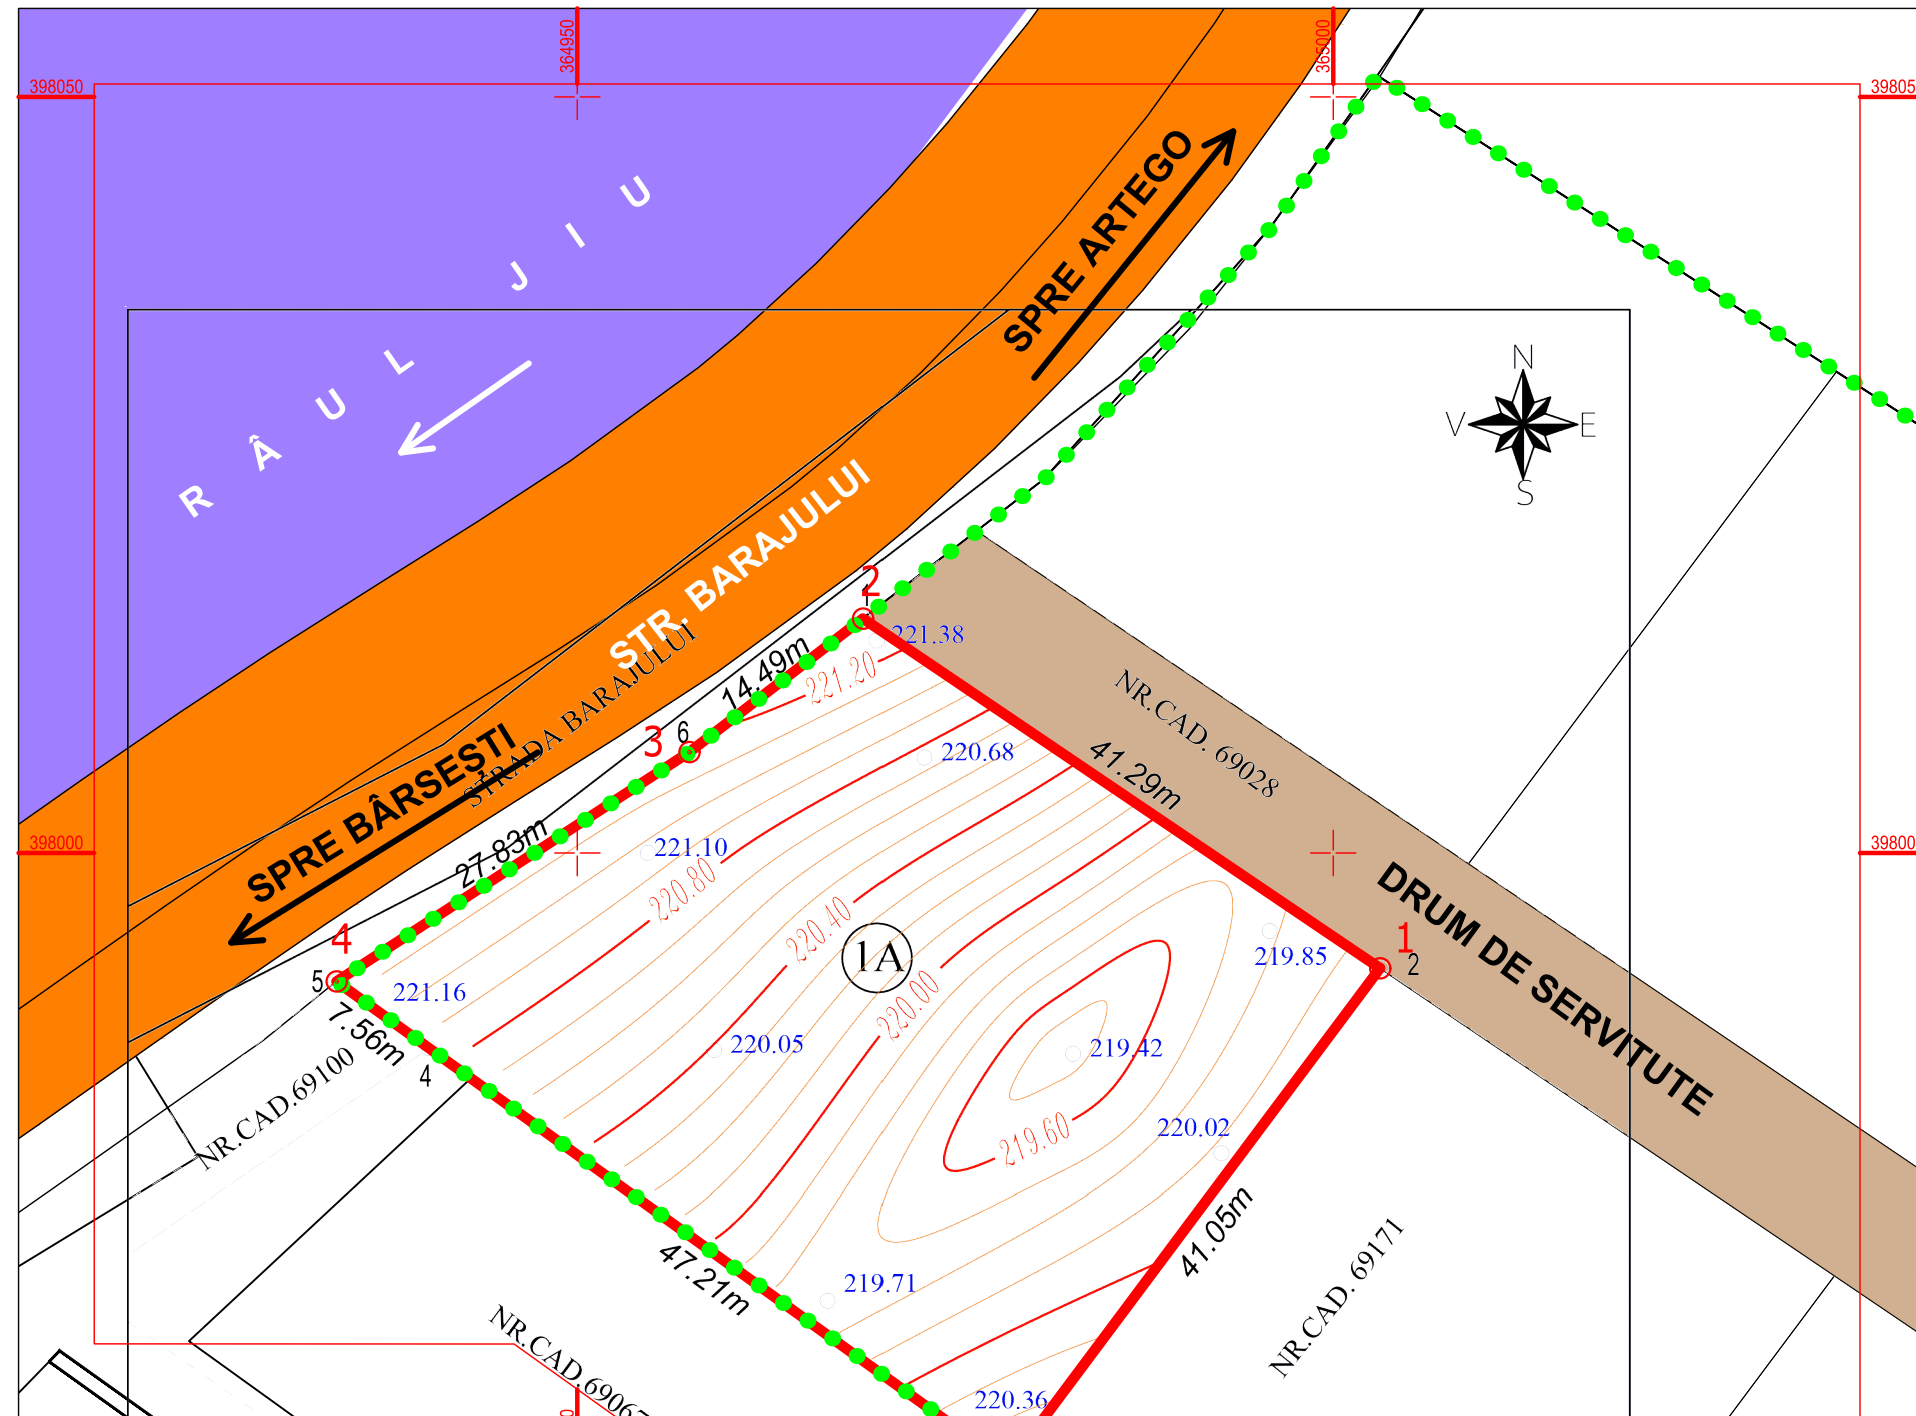 364950
365000
398050
39805
SPRE ARTEGO
RÂUL JIU
N
V
E
S
STR. BARAJULUI
STRADA BARAJULUI
2
1
221.38
14.49m
221.20
NR.CAD. 69028
3
6
220.68
41.29m
SPRE BÂRSEȘTI
398000
39800
27.83m
221.10
220.80
DRUM DE SERVITUTE
220.40
1A
4
5
1
2
219.85
221.16
220.00
7.56m
220.05
219.42
4
NR.CAD.69100
219.60
220.02
41.05m
47.21m
219.71
NR.CAD. 69171
NR.CAD.6906
220.36